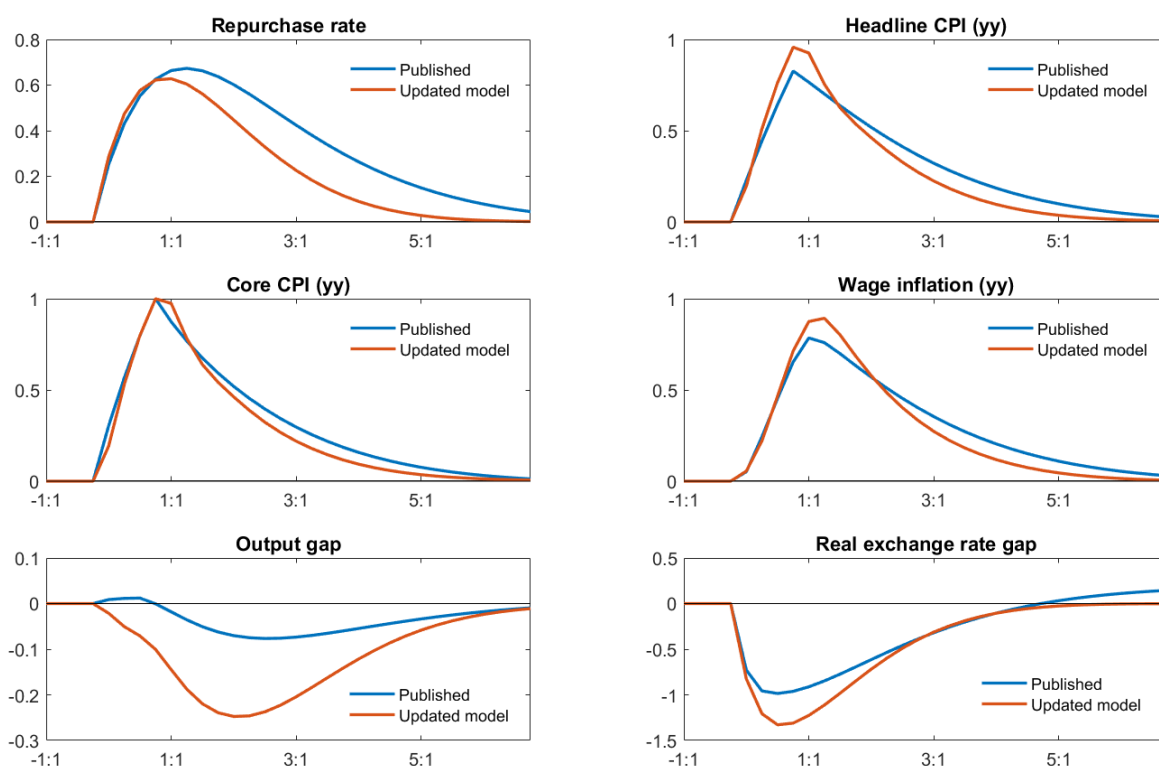 Repurchase rate
0.8
0.6
0.4
0.2
0
-1:1 1:1 3:1 5:1
Published
Updated model
Headline CPI (yy)
1
0.5
0
-1:1 1:1 3:1 5:1
Published
Updated model
Core CPI (yy)
1
0.5
0
-1:1 1:1 3:1 5:1
Published
Updated model
Wage inflation (yy)
1
0.5
0
-1:1 1:1 3:1 5:1
Published
Updated model
Output gap
0.1
0
-0.1
-0.2
-0.3
-1:1 1:1 3:1 5:1
Published
Updated model
Real exchange rate gap
0.5
0
-0.5
-1
-1.5
-1:1 1:1 3:1 5:1
Published
Updated model